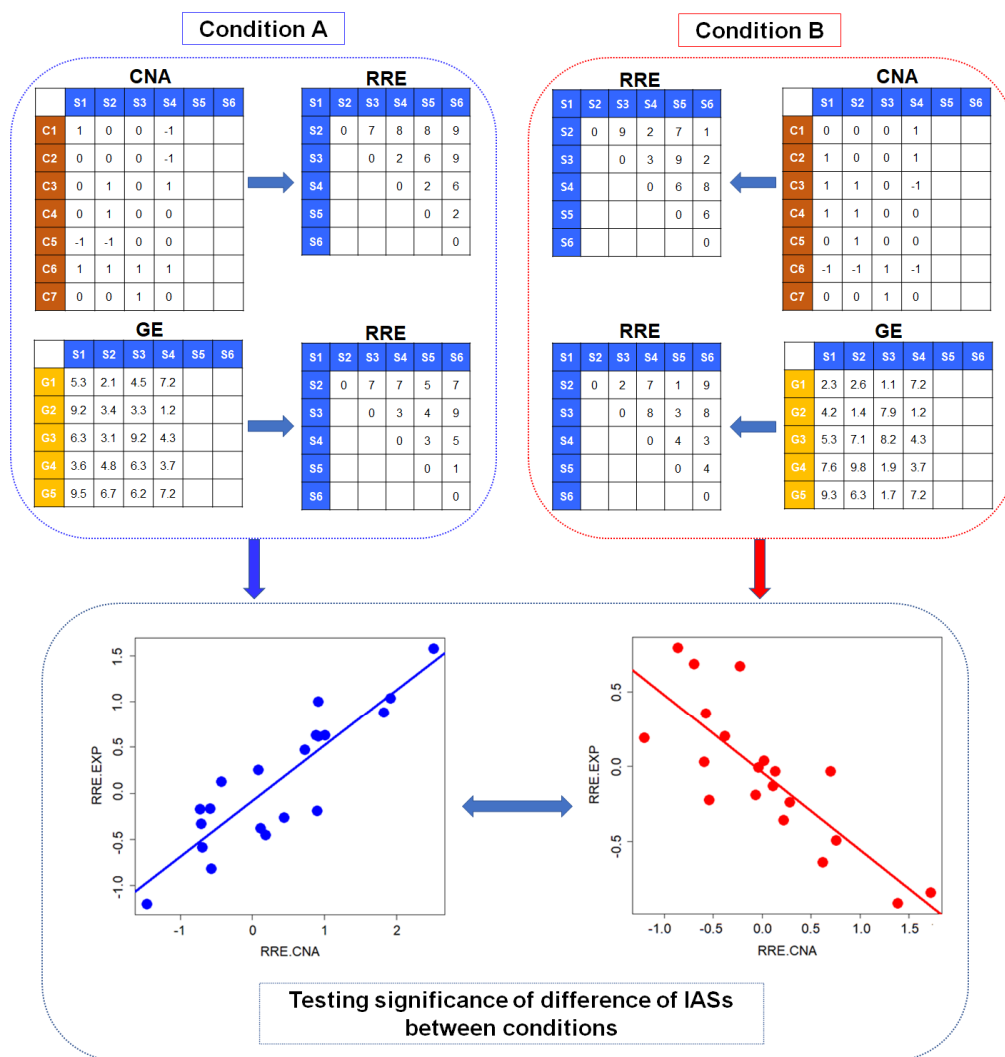 Condition A
Condition B
CNA
S1 S2 S3 S4 S5 S6
C1 1 0 0 -1
C2 0 0 0 -1
C3 0 1 0 1
C4 0 1 0 0
C5 -1 -1 0 0
C6 1 1 1 1
C7 0 0 1 0
RRE
S1 S2 S3 S4 S5 S6
S2 0 7 8 8 9
S3 0 2 6 9
S4 0 2 6
S5 0 2
S6 0
RRE
S1 S2 S3 S4 S5 S6
S2 0 9 2 7 1
S3 0 3 9 2
S4 0 6 8
S5 0 6
S6 0
CNA
S1 S2 S3 S4 S5 S6
C1 0 0 0 1
C2 1 0 0 1
C3 1 1 0 -1
C4 1 1 0 0
C5 0 1 0 0
C6 -1 -1 1 -1
C7 0 0 1 0
GE
S1 S2 S3 S4 S5 S6
G1 5.3 2.1 4.5 7.2
G2 9.2 3.4 3.3 1.2
G3 6.3 3.1 9.2 4.3
G4 3.6 4.8 6.3 3.7
G5 9.5 6.7 6.2 7.2
RRE
S1 S2 S3 S4 S5 S6
S2 0 7 7 5 7
S3 0 3 4 9
S4 0 3 5
S5 0 1
S6 0
RRE
S1 S2 S3 S4 S5 S6
S2 0 2 7 1 9
S3 0 8 3 8
S4 0 4 3
S5 0 4
S6 0
GE
S1 S2 S3 S4 S5 S6
G1 2.3 2.6 1.1 7.2
G2 4.2 1.4 7.9 1.2
G3 5.3 7.1 8.2 4.3
G4 7.6 9.8 1.9 3.7
G5 9.3 6.3 1.7 7.2
RRE.EXP
1.5
1.0
0.5
0.0
-0.5
-1.0
-1 0 1 2
RRE.CNA
RRE.EXP
0.5
0.0
-0.5
-1.0 -0.5 0.0 0.5 1.0 1.5
RRE.CNA
Testing significance of difference of IASs
between conditions